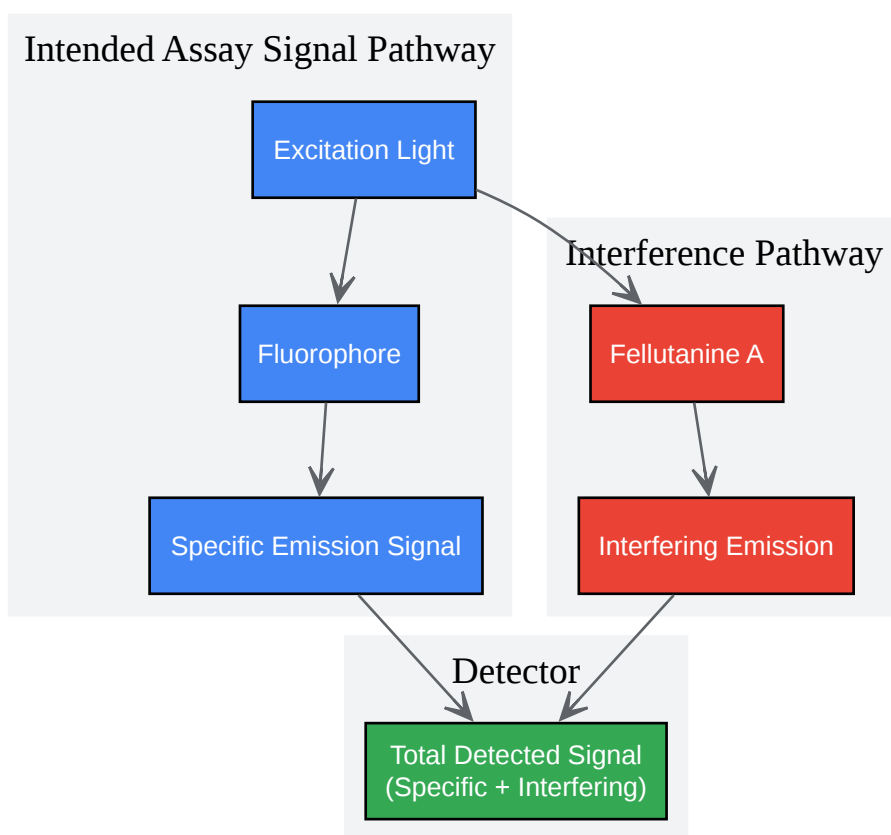 Intended Assay Signal Pathway
Excitation Light
Interference Pathway
Fluorophore
Fellutanine A
Specific Emission Signal
Interfering Emission
Detector
Total Detected Signal
(Specific + Interfering)